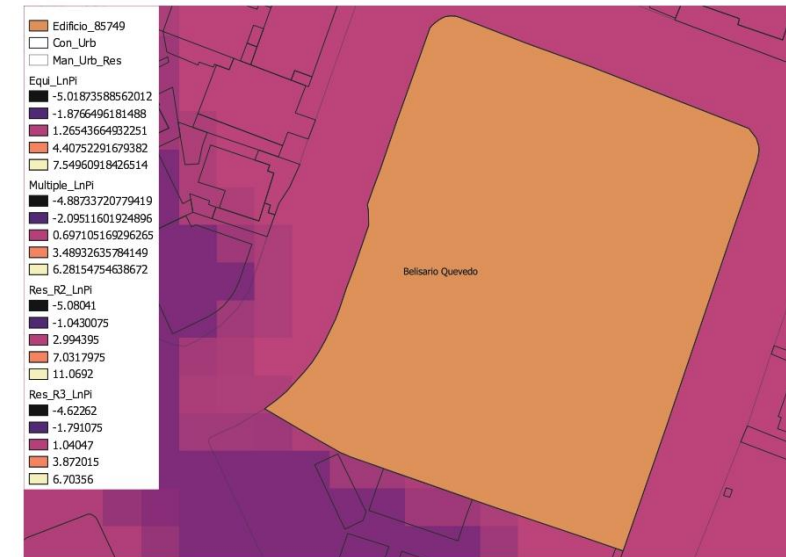 Edificio_85749
Con_Urb
Man_Urb_Res
Equi_LnPi
-5.01873588562012
-1.8766496181488
1.26543664932251
4.40752291679382
7.54960918426514
Multiple_LnPi
-4.88733720779419
-2.09511601924896
0.697105169296265
3.48932635784149
6.28154754638672
Res_R2_LnPi
-5.08041
-1.0430075
2.994395
7.0317975
11.0692
Res_R3_LnPi
-4.62262
-1.791075
1.04047
3.872015
6.70356
Belisario Quevedo